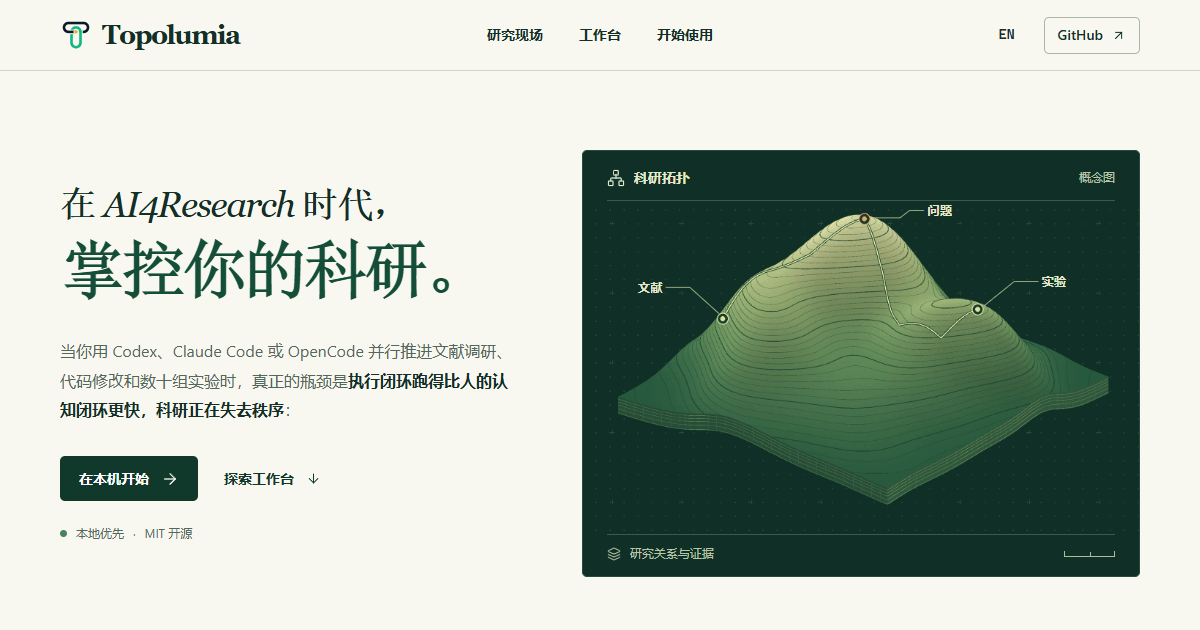 Topolumia
研究现场 工作台 开始使用
EN GitHub
在 AI4Research 时代，
掌控你的科研。
当你用 Codex、Claude Code 或 OpenCode 并行推进文献调研、
代码修改和数十组实验时，真正的瓶颈是执行闭环跑得比人的认
知闭环更快，科研正在失去秩序：
在本机开始 → 探索工作台 ↓
本地优先 · MIT 开源
科研拓扑
概念图
问题
文献
实验
研究关系与证据